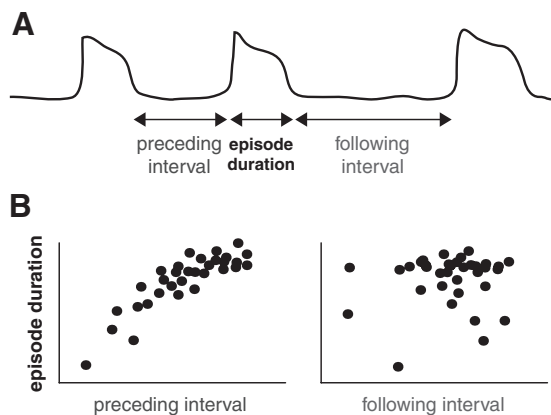 A
preceding
interval
episode
duration
following
interval
B
episode duration
preceding interval
following interval